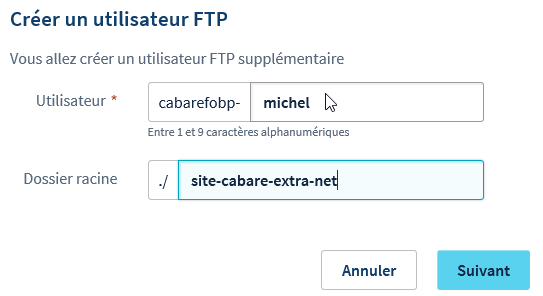 Créer un utilisateur FTP
Vous allez créer un utilisateur FTP supplémentaire
Utilisateur * cabarefobp- michel
Entre 1 et 9 caractères alphanumériques
Dossier racine ./ site-cabare-extra-net
Annuler Suivant